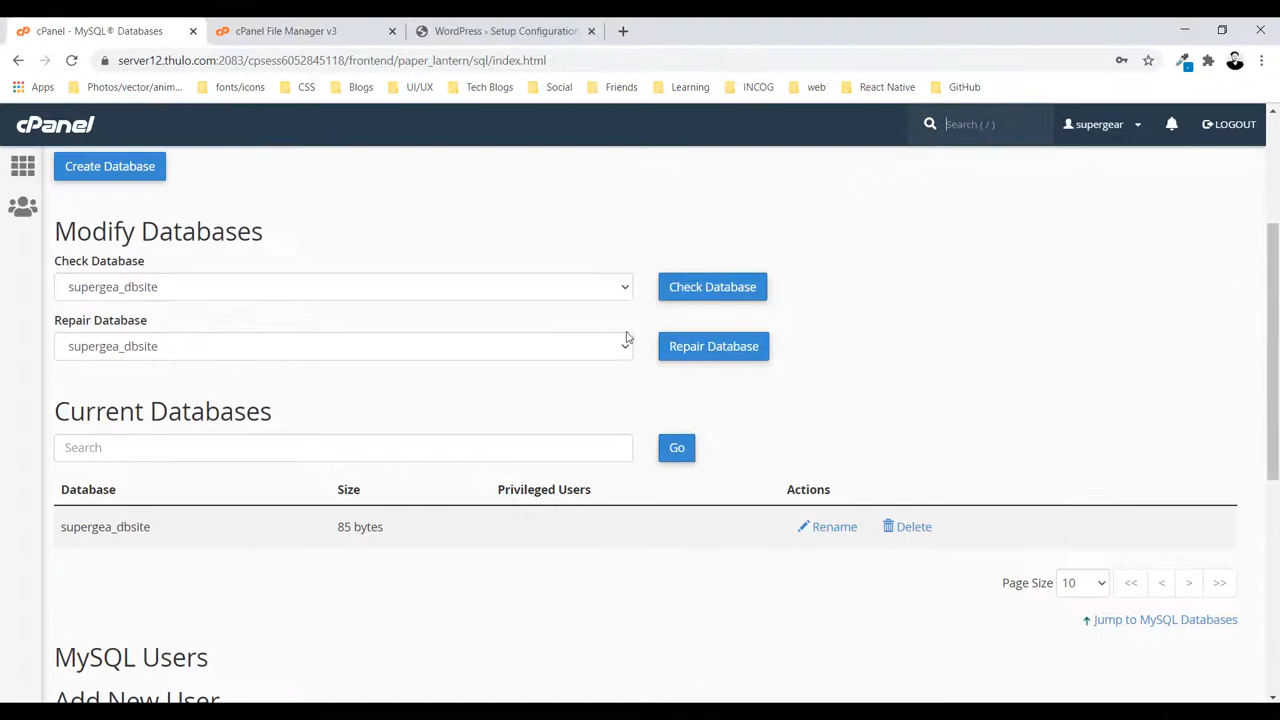 cPanel - MySQL® Databases
cPanel File Manager v3
WordPress › Setup Configuration
server12.thulo.com:2083/cpsess6052845118/frontend/paper_lantern/sql/index.html
Apps
Photos/vector/anim...
fonts/icons
CSS
Blogs
UI/UX
Tech Blogs
Social
Friends
Learning
INCOG
web
React Native
GitHub
cPanel
Search ( / )
supergear
LOGOUT
Create Database
Modify Databases
Check Database
supergea_dbsite
Check Database
Repair Database
supergea_dbsite
Repair Database
Current Databases
Search
Go
Database Size Privileged Users Actions
supergea_dbsite 85 bytes Rename Delete
Page Size 10 << < > >>
Jump to MySQL Databases
MySQL Users
Add New User